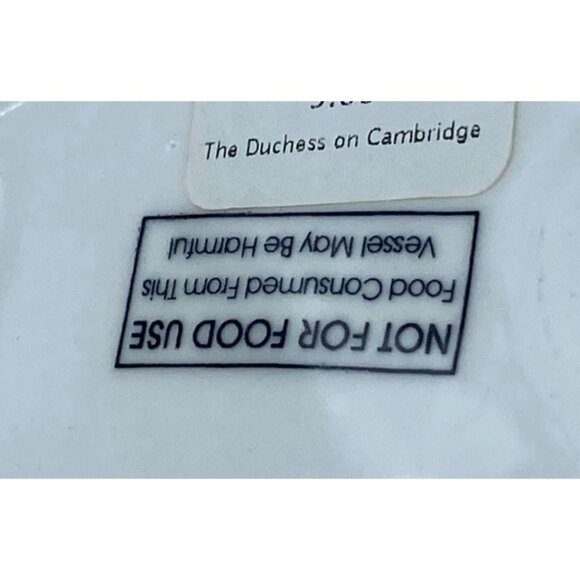 The Duchess on Cambridge
NOT FOR FOOD USE
Food Consumed From This
Vessel May Be Harmful